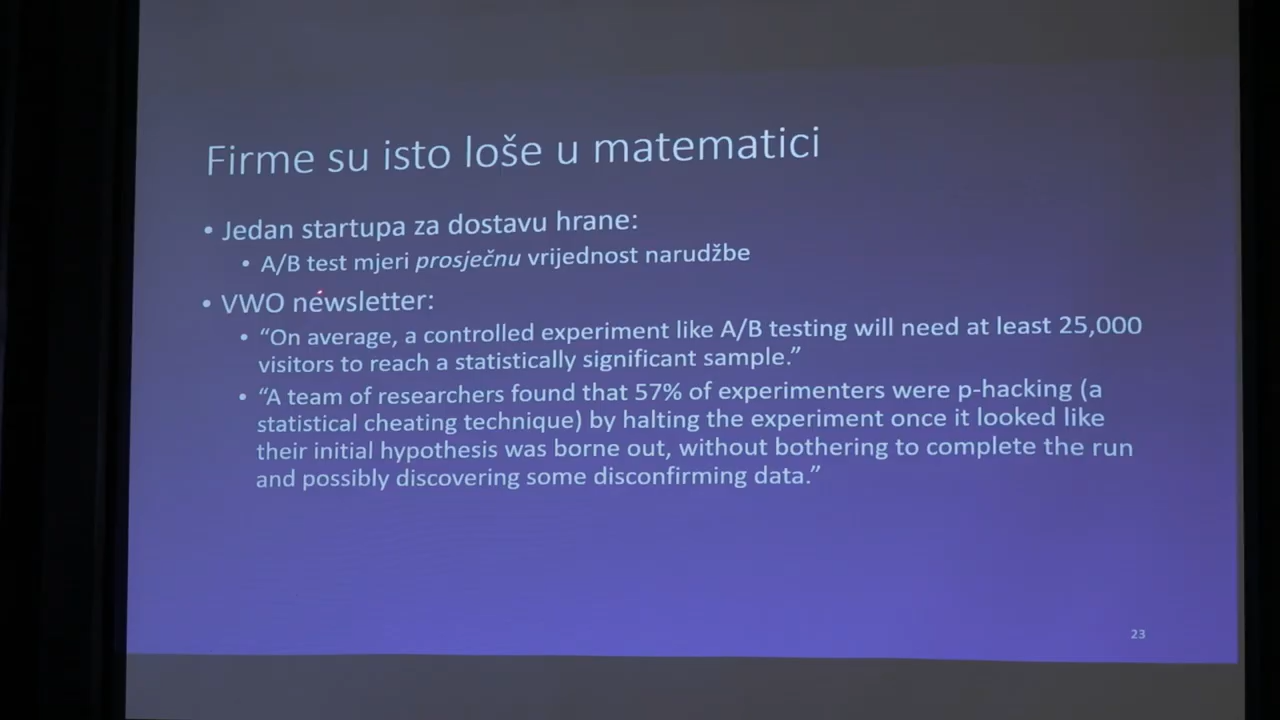 Firme su isto loše u matematici
• Jedan startupa za dostavu hrane:
• A/B test mjeri prosječnu vrijednost narudžbe
• VWO newsletter:
• “On average, a controlled experiment like A/B testing will need at least 25,000
visitors to reach a statistically significant sample.”
• “A team of researchers found that 57% of experimenters were p-hacking (a
statistical cheating technique) by halting the experiment once it looked like
their initial hypothesis was borne out, without bothering to complete the run
and possibly discovering some disconfirming data.”
23